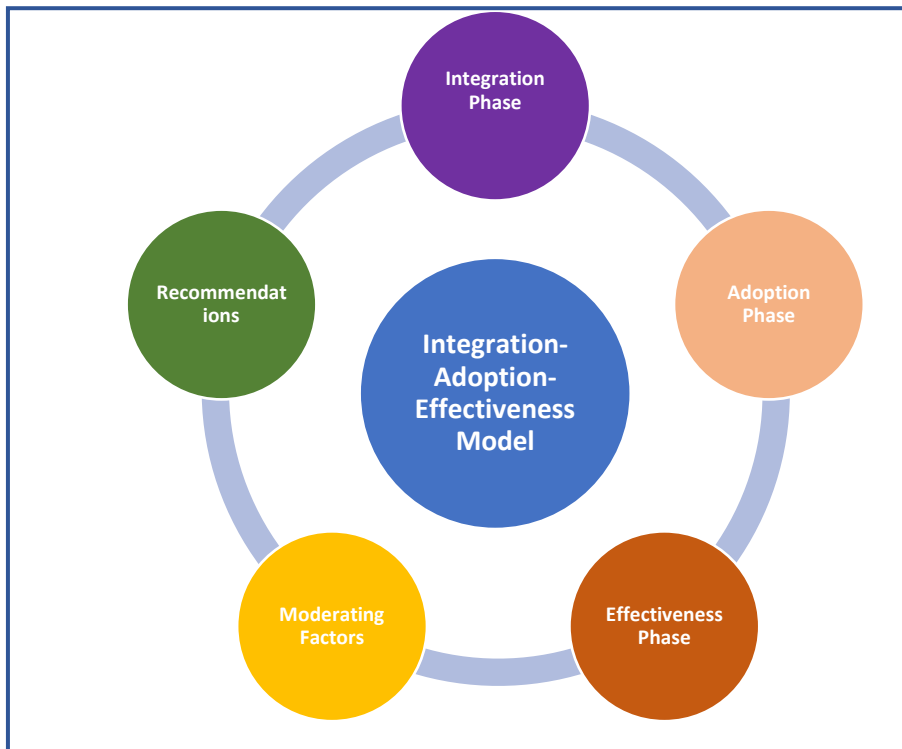 Integration
Phase
Recommendat
ions
Adoption
Phase
Integration-
Adoption-
Effectiveness
Model
Moderating
Factors
Effectiveness
Phase